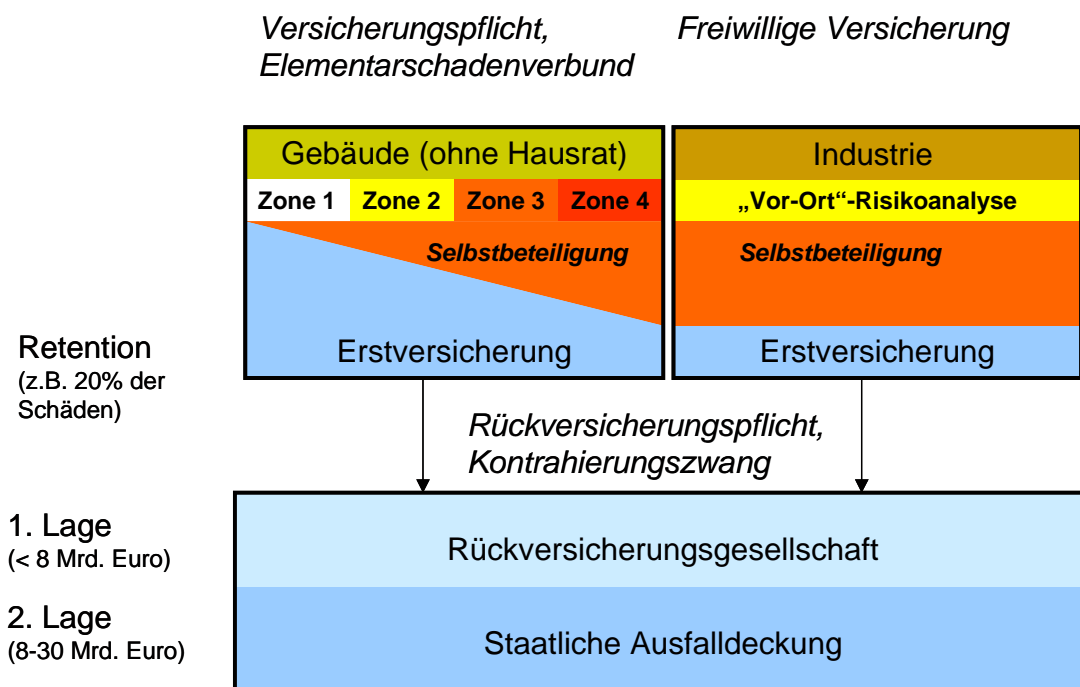 Versicherungspflicht,
Elementarschadenverbund
Freiwillige Versicherung
Gebäude (ohne Hausrat)
Industrie
Zone 1 Zone 2 Zone 3 Zone 4
„Vor-Ort“-Risikoanalyse
Selbstbeteiligung
Selbstbeteiligung
Retention
(z.B. 20% der
Schäden)
Erstversicherung
Erstversicherung
Rückversicherungspflicht,
Kontrahierungszwang
1. Lage
(< 8 Mrd. Euro)
Rückversicherungsgesellschaft
2. Lage
(8-30 Mrd. Euro)
Staatliche Ausfalldeckung